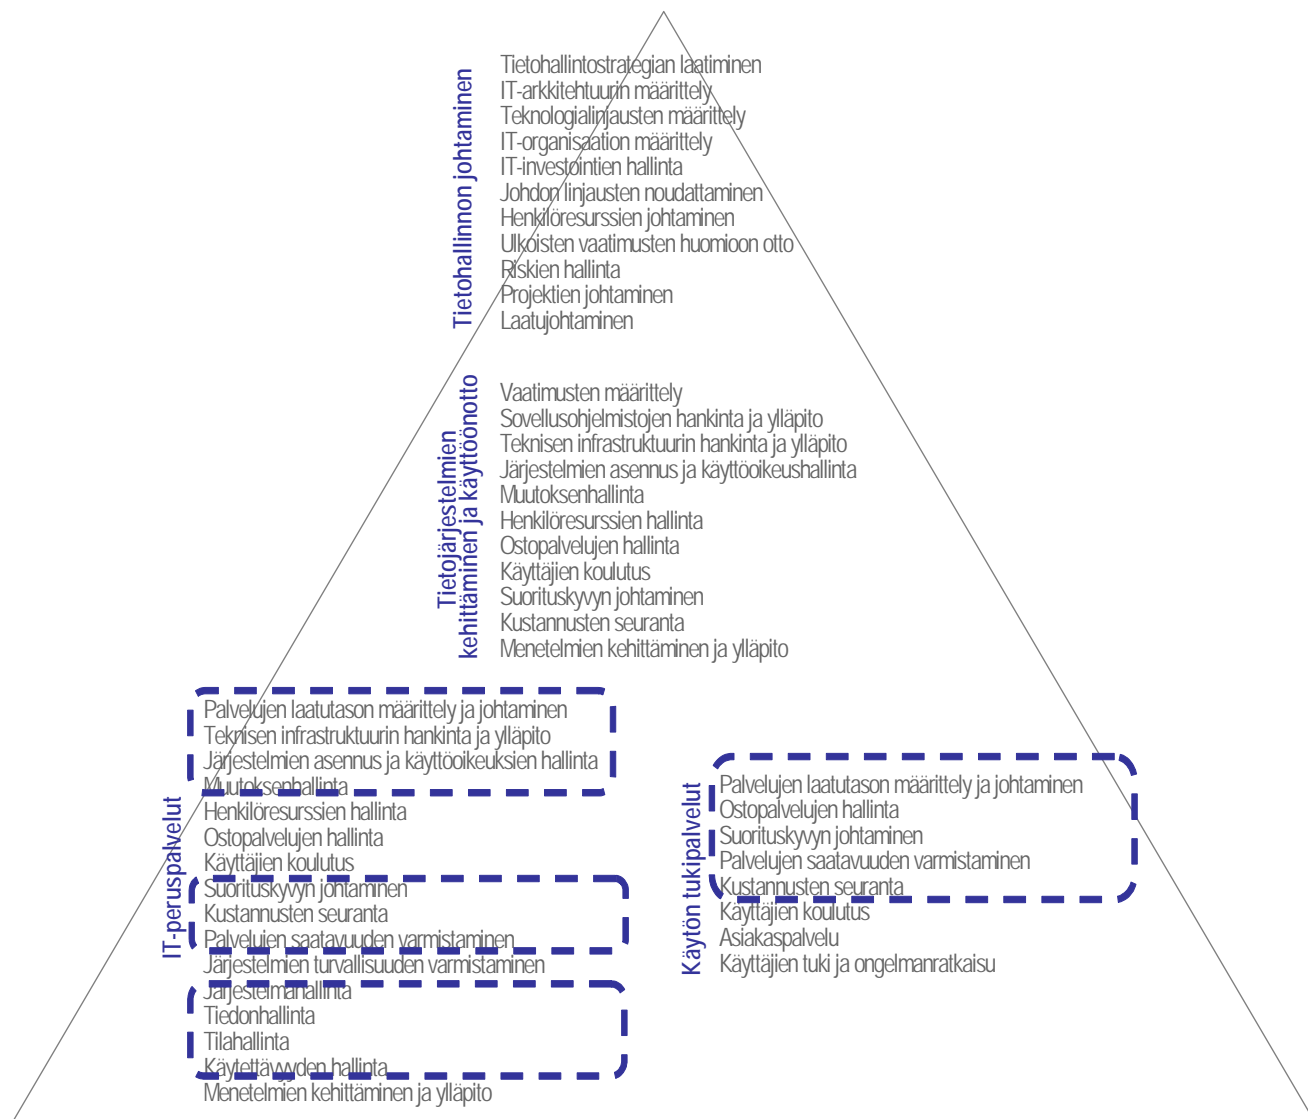 Tietohallinnon johtaminen
Tietohallintostrategian laatiminen
IT-arkkitehtuurin määrittely
Teknologialinjausten määrittely
IT-organisaation määrittely
IT-investointien hallinta
Johdon linjausten noudattaminen
Henkilöresurssien johtaminen
Ulkoisten vaatimusten huomioon otto
Riskien hallinta
Projektien johtaminen
Laatujohtaminen
Tietojärjestelmien
kehittäminen ja käyttöönotto
Vaatimusten määrittely
Sovellusohjelmistojen hankinta ja ylläpito
Teknisen infrastruktuurin hankinta ja ylläpito
Järjestelmien asennus ja käyttöoikeushallinta
Muutoksenhallinta
Henkilöresurssien hallinta
Ostopalvelujen hallinta
Käyttäjien koulutus
Suorituskyvyn johtaminen
Kustannusten seuranta
Menetelmien kehittäminen ja ylläpito
IT-peruspalvelut
Palvelujen laatutason määrittely ja johtaminen
Teknisen infrastruktuurin hankinta ja ylläpito
Järjestelmien asennus ja käyttöoikeuksien hallinta
Muutoksenhallinta
Henkilöresurssien hallinta
Ostopalvelujen hallinta
Käyttäjien koulutus
Suorituskyvyn johtaminen
Kustannusten seuranta
Palvelujen saatavuuden varmistaminen
Järjestelmien turvallisuuden varmistaminen
Järjestelmähallinta
Tiedonhallinta
Tilahallinta
Käytettävyyden hallinta
Menetelmien kehittäminen ja ylläpito
Käytön tukipalvelut
Palvelujen laatutason määrittely ja johtaminen
Ostopalvelujen hallinta
Suorituskyvyn johtaminen
Palvelujen saatavuuden varmistaminen
Kustannusten seuranta
Käyttäjien koulutus
Asiakaspalvelu
Käyttäjien tuki ja ongelmanratkaisu